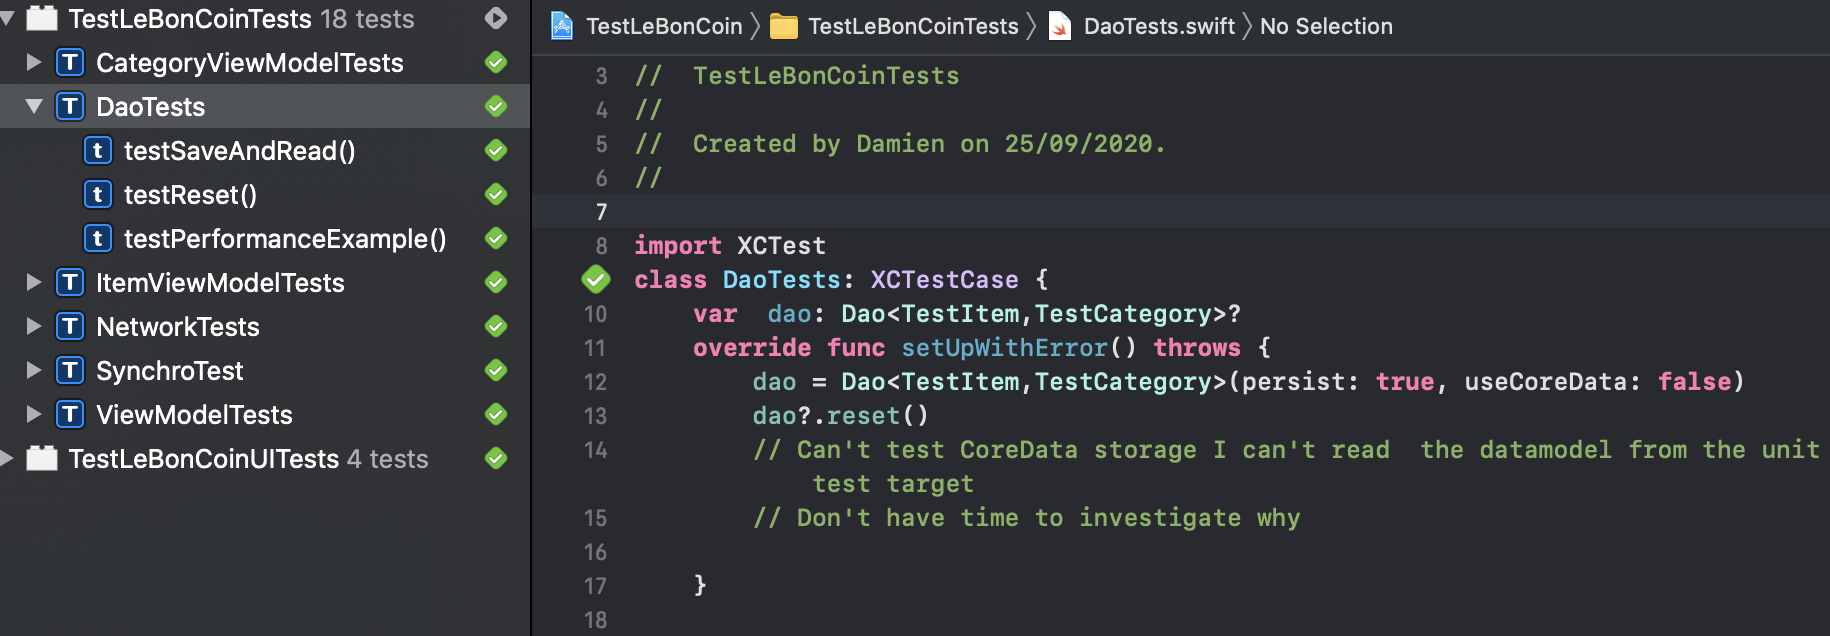 TestLeBonCoinTests 18 tests
T CategoryViewModelTests
T DaoTests
t testSaveAndRead()
t testReset()
t testPerformanceExample()
T ItemViewModelTests
T NetworkTests
T SynchroTest
T ViewModelTests
TestLeBonCoinUITests 4 tests
TestLeBonCoin TestLeBonCoinTests DaoTests.swift No Selection
3 //  TestLeBonCoinTests
4 //
5 //  Created by Damien on 25/09/2020.
6 //
7
8 import XCTest
class DaoTests: XCTestCase {
10     var  dao: Dao<TestItem,TestCategory>?
11     override func setUpWithError() throws {
12         dao = Dao<TestItem,TestCategory>(persist: true, useCoreData: false)
13         dao?.reset()
14         // Can't test CoreData storage I can't read  the datamodel from the unit
test target
15         // Don't have time to investigate why
16
17     }
18